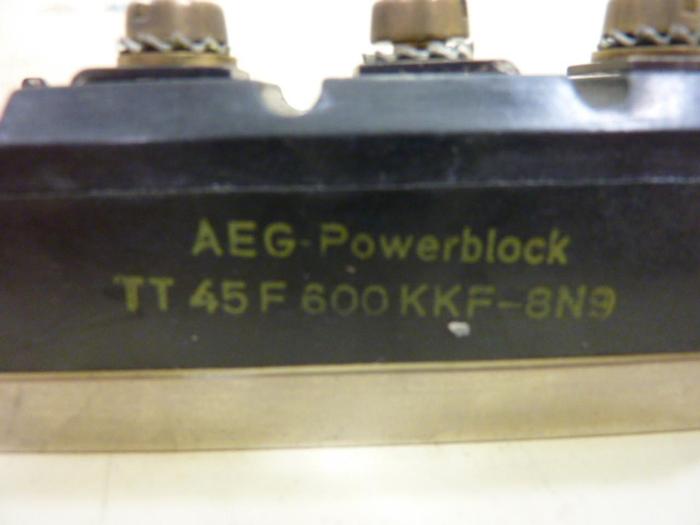 AEG-Powerblock
TT 45 F 600 KKF-8N9